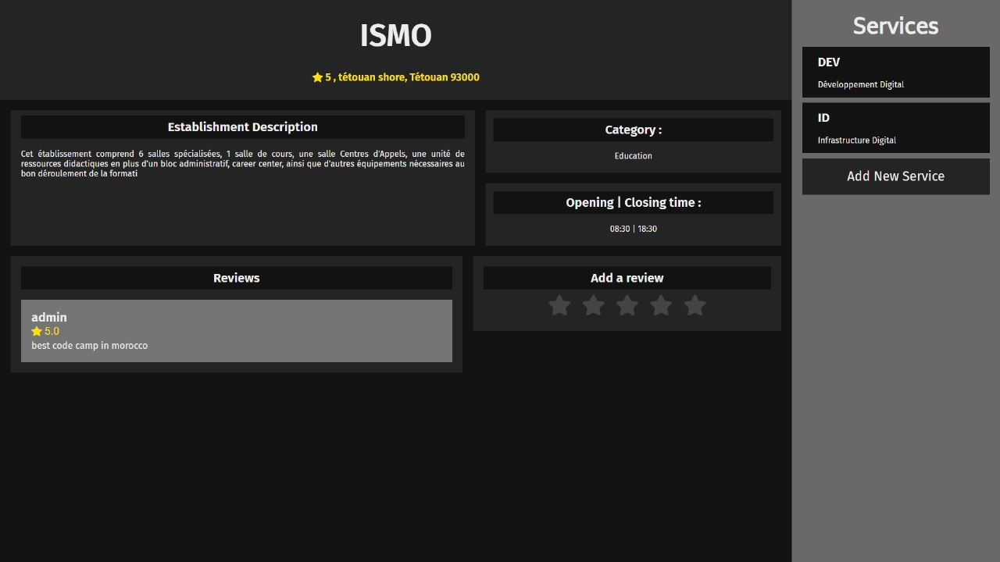 ISMO
5 , tétouan shore, Tétouan 93000
Establishment Description
Cet établissement comprend 6 salles spécialisées, 1 salle de cours, une salle Centres d'Appels, une unité de
ressources didactiques en plus d'un bloc administratif, career center, ainsi que d'autres équipements nécessaires au
bon déroulement de la formati
Category :
Education
Opening | Closing time :
08:30 | 18:30
Reviews
admin
5.0
best code camp in morocco
Add a review
Services
DEV
Développement Digital
ID
Infrastructure Digital
Add New Service